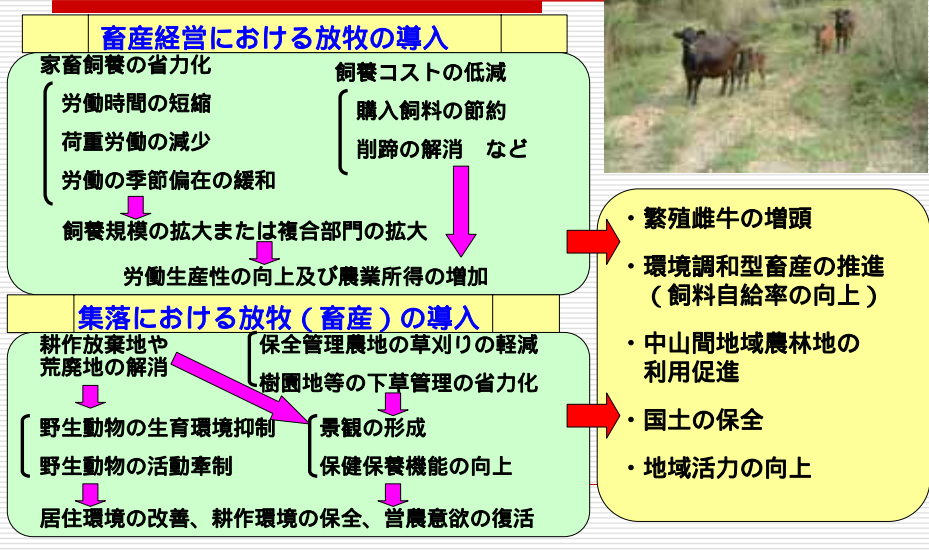 畜産経営における放牧の導入
家畜飼養の省力化
労働時間の短縮
荷重労働の減少
労働の季節偏在の緩和
飼養コストの低減
購入飼料の節約
削蹄の解消　など
飼養規模の拡大または複合部門の拡大
労働生産性の向上及び農業所得の増加
集落における放牧（畜産）の導入
耕作放棄地や
荒廃地の解消
保全管理農地の草刈りの軽減
樹園地等の下草管理の省力化
野生動物の生育環境抑制
野生動物の活動牽制
景観の形成
保健保養機能の向上
居住環境の改善、耕作環境の保全、営農意欲の復活
・繁殖雌牛の増頭
・環境調和型畜産の推進
（飼料自給率の向上）
・中山間地域農林地の
利用促進
・国土の保全
・地域活力の向上